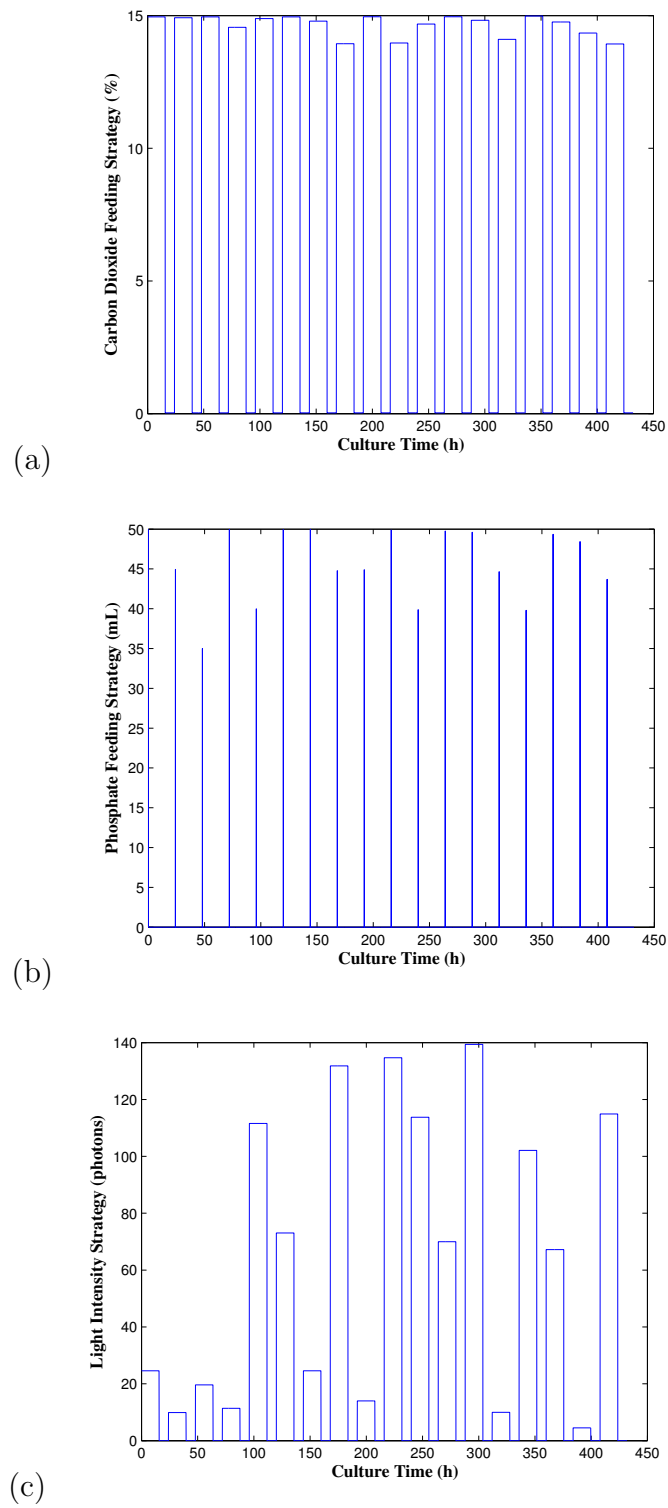 15
10
5
0
Carbon Dioxide Feeding Strategy (%)
0 50 100 150 200 250 300 350 400 450
Culture Time (h)
(a)
50
45
40
35
30
25
20
15
10
5
0
Phosphate Feeding Strategy (mL)
0 50 100 150 200 250 300 350 400 450
Culture Time (h)
(b)
140
120
100
80
60
40
20
0
Light Intensity Strategy (photons)
0 50 100 150 200 250 300 350 400 450
Culture Time (h)
(c)